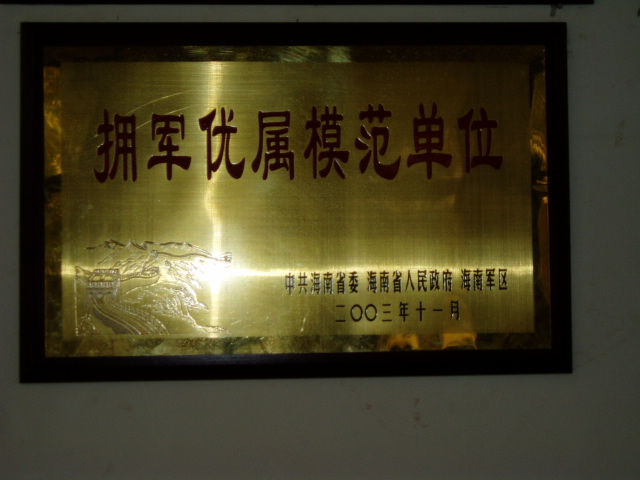 拥军优属模范单位
中共海南省委 海南省人民政府 海南军区
二〇〇三年十一月